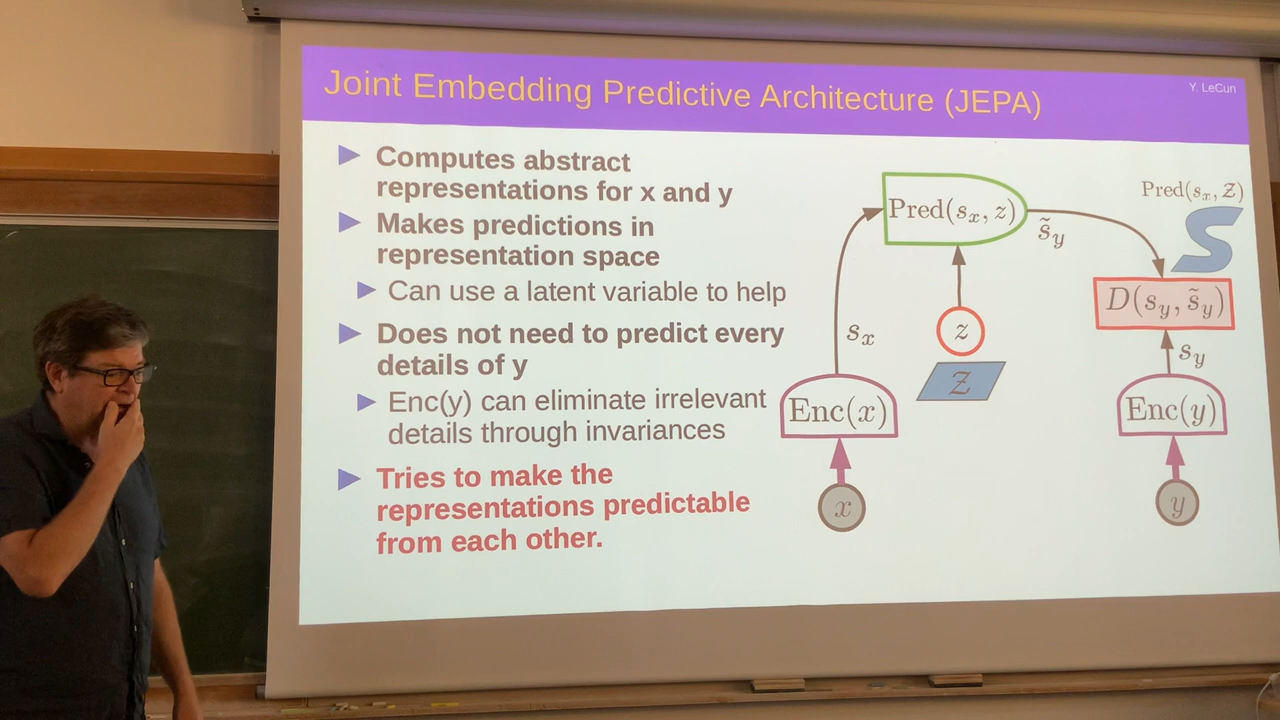 Joint Embedding Predictive Architecture (JEPA)
Y. LeCun
Computes abstract
representations for x and y
Makes predictions in
representation space
Can use a latent variable to help
Does not need to predict every
details of y
Enc(y) can eliminate irrelevant
details through invariances
Tries to make the
representations predictable
from each other.
Pred(s_x, z)
s̃_y
Pred(s_x, Z)
S
D(s_y, s̃_y)
s_x
z
Z
s_y
Enc(x)
Enc(y)
x
y